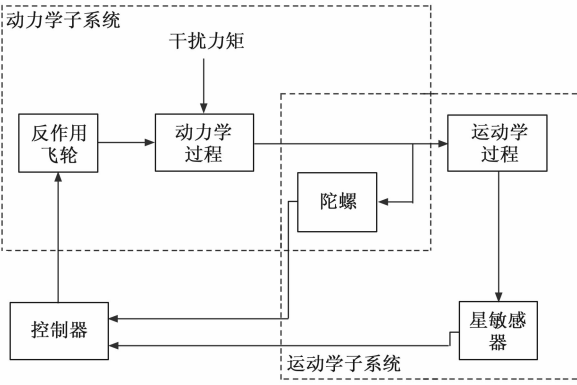 动力学子系统
干扰力矩
反作用
飞轮
动力学
过程
运动学
过程
陀螺
控制器
星敏感
器
运动学子系统